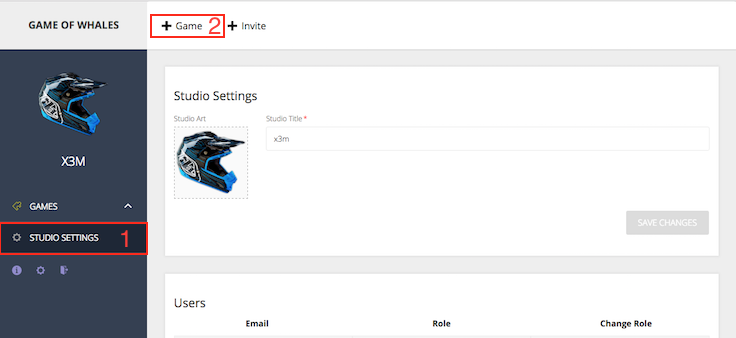 GAME OF WHALES
+ Game 2 + Invite
X3M
GAMES
STUDIO SETTINGS 1
Studio Settings
Studio Art
Studio Title *
x3m
SAVE CHANGES
Users
Email Role Change Role